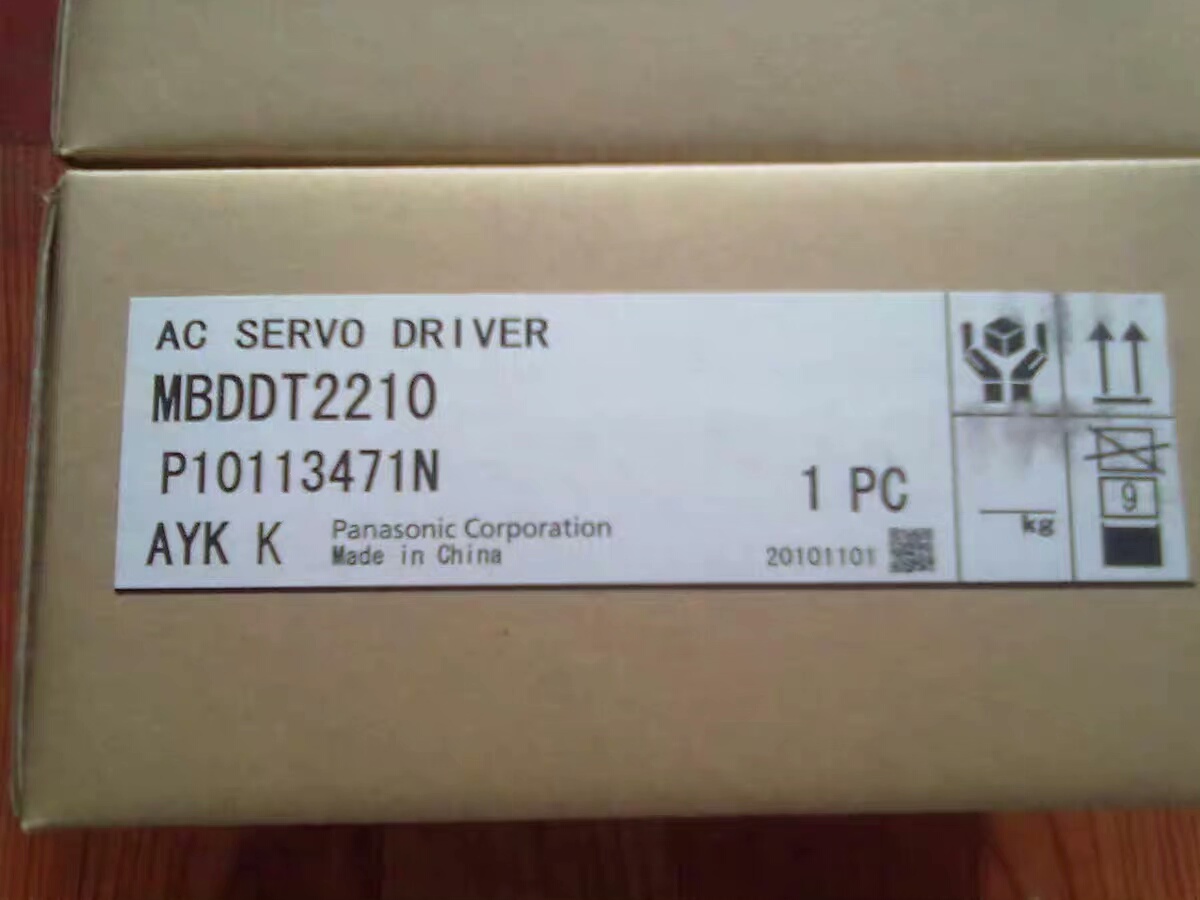 AC SERVO DRIVER
MBDDT2210
P10113471N
1 PC
AYK K
Panasonic Corporation
Made in China
20101101
kg
9